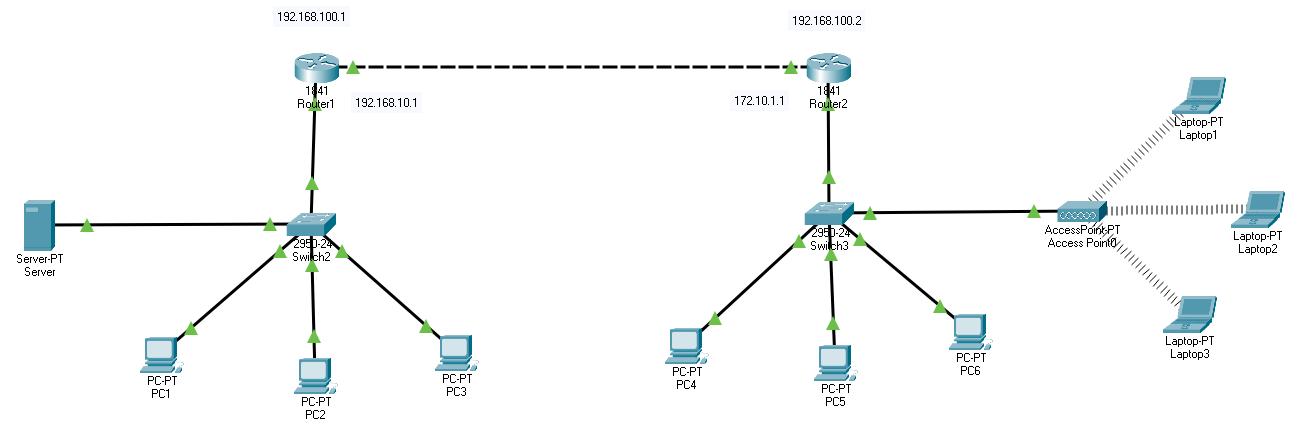 192.168.100.1
192.168.100.2
1841
Router1
192.168.10.1
172.10.1.1
1841
Router2
Laptop-PT
Laptop1
Server-PT
Server
2950-24
Switch2
2950-24
Switch3
AccessPoint-PT
Access Point0
Laptop-PT
Laptop2
PC-PT
PC1
PC-PT
PC2
PC-PT
PC3
PC-PT
PC4
PC-PT
PC5
PC-PT
PC6
Laptop-PT
Laptop3